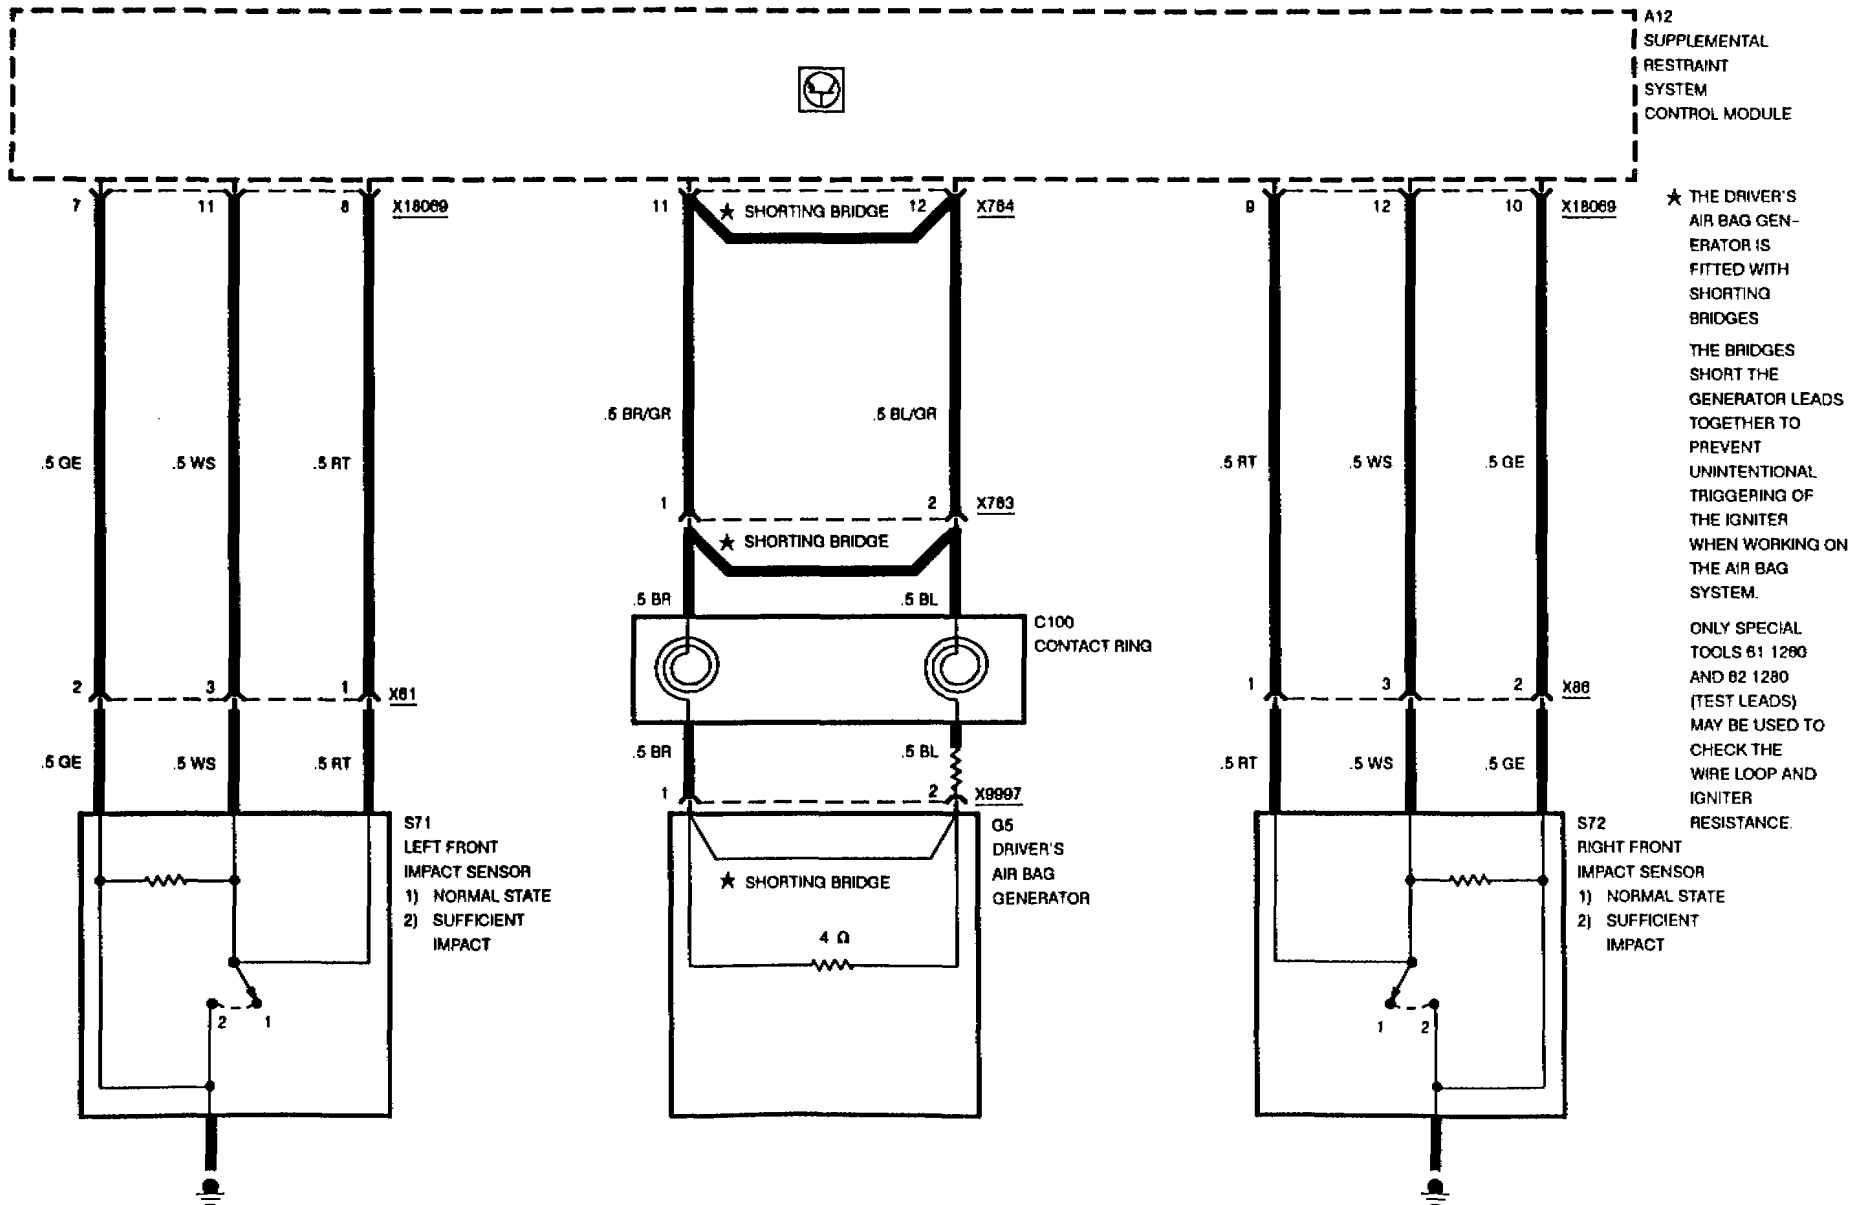 A12
SUPPLEMENTAL
RESTRAINT
SYSTEM
CONTROL MODULE
7 11 8 X18069
11 ★ SHORTING BRIDGE 12 X764
9 12 10 X18069
★ THE DRIVER'S
AIR BAG GEN-
ERATOR IS
FITTED WITH
SHORTING
BRIDGES
THE BRIDGES
SHORT THE
GENERATOR LEADS
TOGETHER TO
PREVENT
UNINTENTIONAL
TRIGGERING OF
THE IGNITER
WHEN WORKING ON
THE AIR BAG
SYSTEM.
ONLY SPECIAL
TOOLS 61 1260
AND 62 1280
(TEST LEADS)
MAY BE USED TO
CHECK THE
WIRE LOOP AND
IGNITER
RESISTANCE.
.5 BR/GR .5 BL/GR
.5 GE .5 WS .5 RT
.5 RT .5 WS .5 GE
1 2 X763
★ SHORTING BRIDGE
.5 BR .5 BL
C100
CONTACT RING
2 3 1 X81
1 3 2 X86
.5 GE .5 WS .5 RT
.5 BR .5 BL
.5 RT .5 WS .5 GE
1 2 X9997
S71
LEFT FRONT
IMPACT SENSOR
1) NORMAL STATE
2) SUFFICIENT
IMPACT
2 1
G5
DRIVER'S
AIR BAG
GENERATOR
★ SHORTING BRIDGE
4 Ω
S72
RIGHT FRONT
IMPACT SENSOR
1) NORMAL STATE
2) SUFFICIENT
IMPACT
1 2